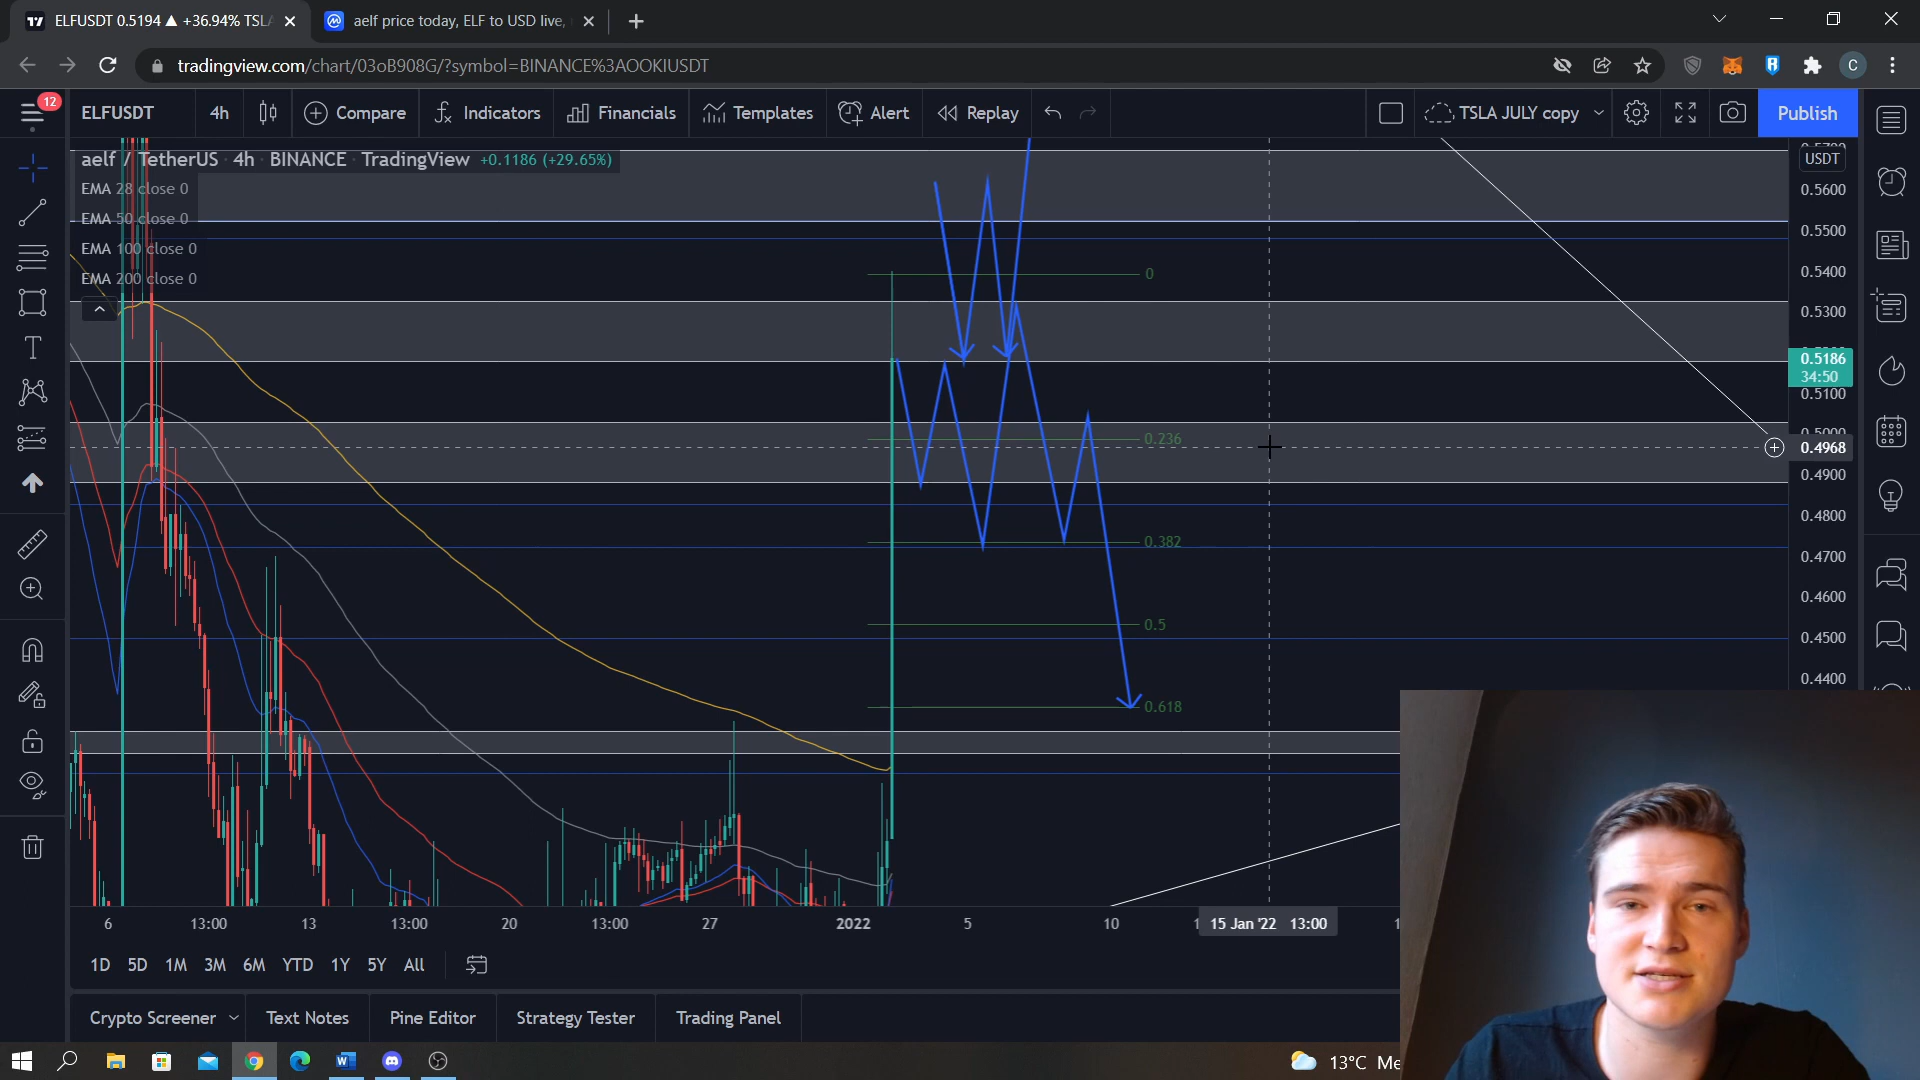 ELFUSDT 0.5194 ▲ +36.94% TSLA
aelf price today, ELF to USD live,
tradingview.com/chart/03oB908G/?symbol=BINANCE%3AOOKIUSDT
C
12
ELFUSDT
4h
Compare
Indicators
Financials
Templates
Alert
Replay
TSLA JULY copy
Publish
aelf / TetherUS · 4h · BINANCE · TradingView +0.1186 (+29.65%)
EMA 28 close 0
EMA 50 close 0
EMA 100 close 0
EMA 200 close 0
USDT
0.5600
0.5500
0.5400
0.5300
0.5186
34:50
0.5100
0.5000
0.4968
0.4900
0.4800
0.4700
0.4600
0.4500
0.4400
0
0.236
0.382
0.5
0.618
6
13:00
13
13:00
20
13:00
27
2022
5
10
15 Jan '22 13:00
1D 5D 1M 3M 6M YTD 1Y 5Y All
Crypto Screener
Text Notes
Pine Editor
Strategy Tester
Trading Panel
13°C